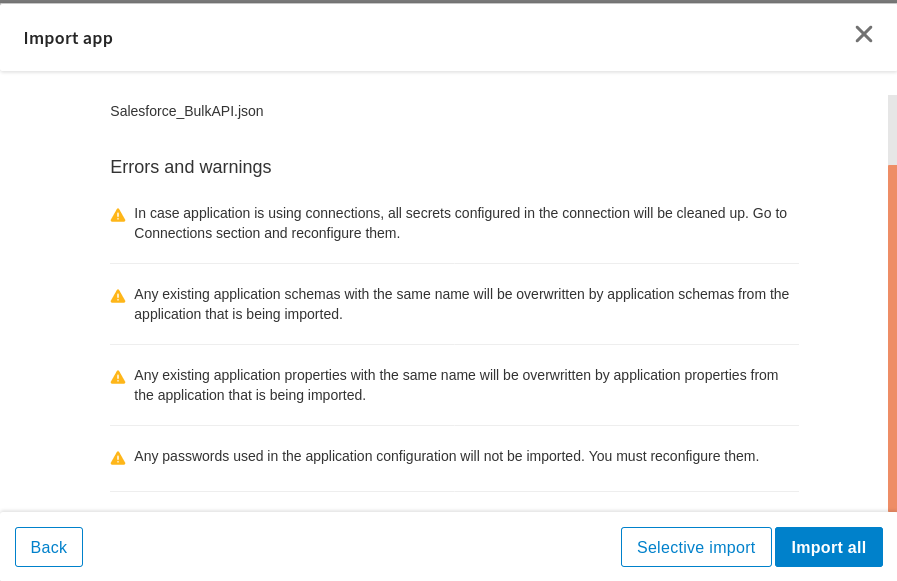 Import app
Salesforce_BulkAPI.json
Errors and warnings
In case application is using connections, all secrets configured in the connection will be cleaned up. Go to
Connections section and reconfigure them.
Any existing application schemas with the same name will be overwritten by application schemas from the
application that is being imported.
Any existing application properties with the same name will be overwritten by application properties from
the application that is being imported.
Any passwords used in the application configuration will not be imported. You must reconfigure them.
Back
Selective import
Import all